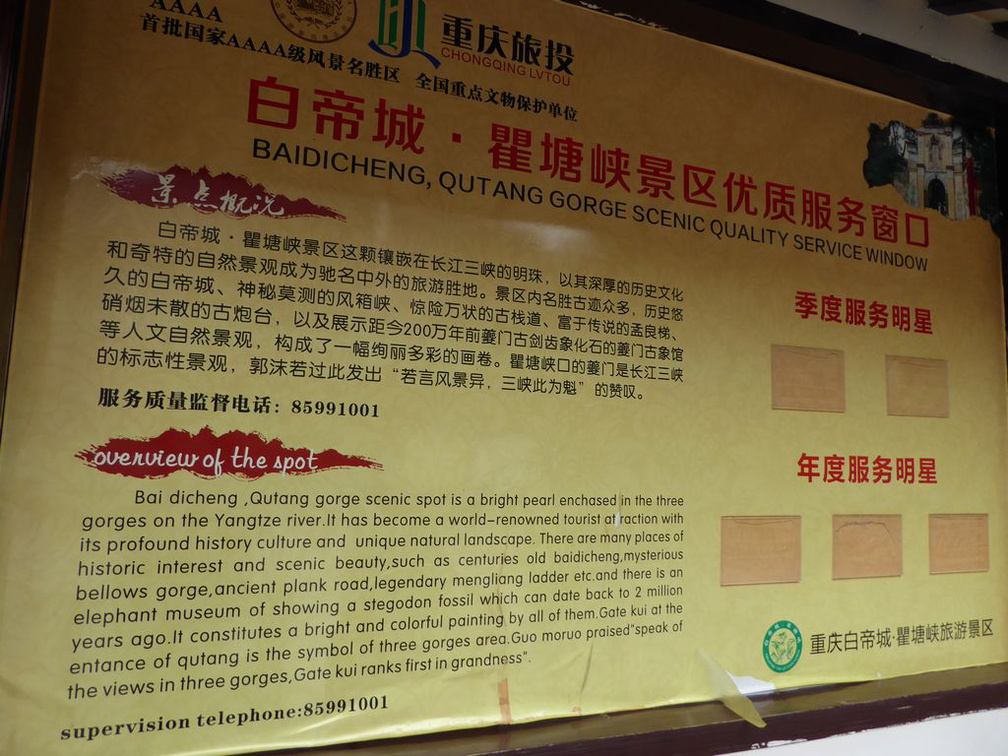 AAAA
首批国家AAAA级风景名胜区 全国重点文物保护单位
重庆旅投
CHONGQING LVTOU
白帝城·瞿塘峡景区优质服务窗口
BAIDICHENG, QUTANG GORGE SCENIC QUALITY SERVICE WINDOW
景点概况
白帝城·瞿塘峡景区这颗镶嵌在长江三峡的明珠，以其深厚的历史文化
和奇特的自然景观成为驰名中外的旅游胜地。景区内名胜古迹众多，历史悠
久的白帝城、神秘莫测的风箱峡、惊险万状的古栈道、富于传说的孟良梯、
硝烟未散的古炮台，以及展示距今200万年前夔门古剑齿象化石的夔门古象馆
等人文自然景观，构成了一幅绚丽多彩的画卷。瞿塘峡口的夔门是长江三峡
的标志性景观，郭沫若过此发出“若言风景异，三峡此为魁”的赞叹。
服务质量监督电话：85991001
overview of the spot
Bai dicheng ,Qutang gorge scenic spot is a bright pearl enchased in the three
gorges on the Yangtze river.It has become a world-renowned tourist attraction with
its profound history culture and unique natural landscape. There are many places of
historic interest and scenic beauty,such as centuries old baidicheng,mysterious
bellows gorge,ancient plank road,legendary mengliang ladder etc.and there is an
elephant museum of showing a stegodon fossil which can date back to 2 million
years ago.It constitutes a bright and colorful painting by all of them.Gate kui at the
entance of qutang is the symbol of three gorges area.Guo moruo praised"speak of
the views in three gorges,Gate kui ranks first in grandness".
supervision telephone:85991001
季度服务明星
年度服务明星
重庆白帝城·瞿塘峡旅游景区